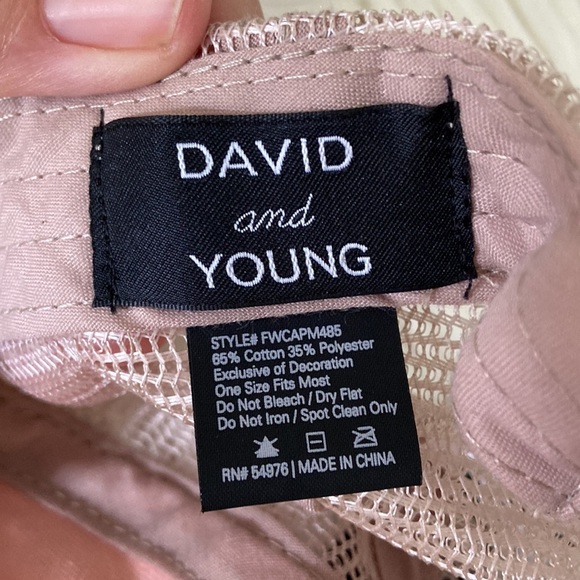 DAVID
and
YOUNG
STYLE# FWCAPM485
65% Cotton 35% Polyester
Exclusive of Decoration
One Size Fits Most
Do Not Bleach / Dry Flat
Do Not Iron / Spot Clean Only
RN# 54976 | MADE IN CHINA